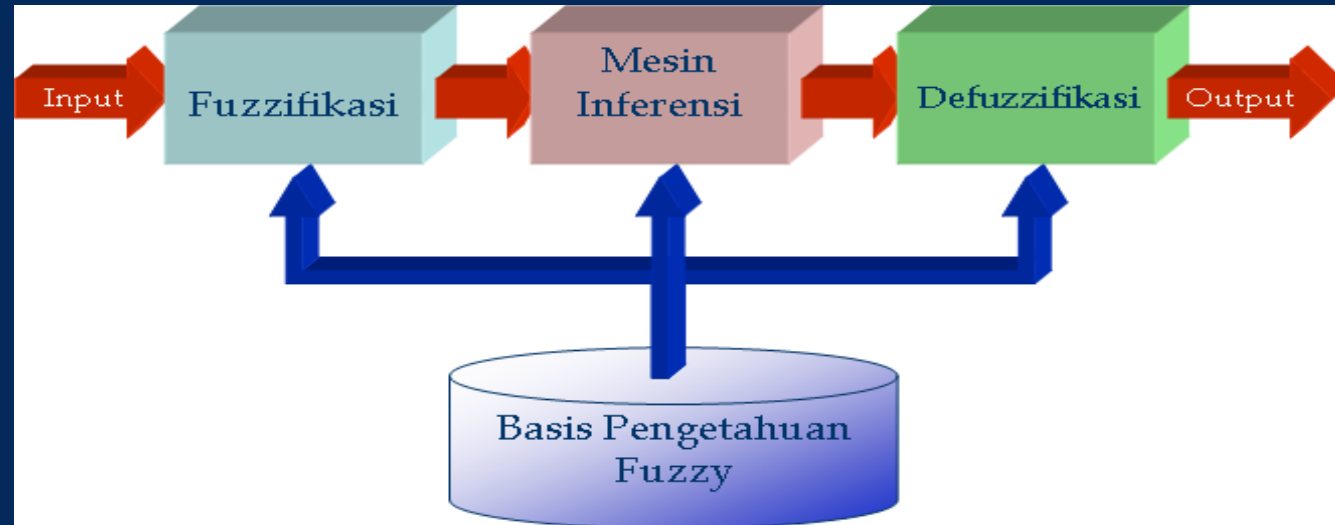 Input
Fuzzifikasi
Mesin
Inferensi
Defuzzifikasi
Output
Basis Pengetahuan
Fuzzy